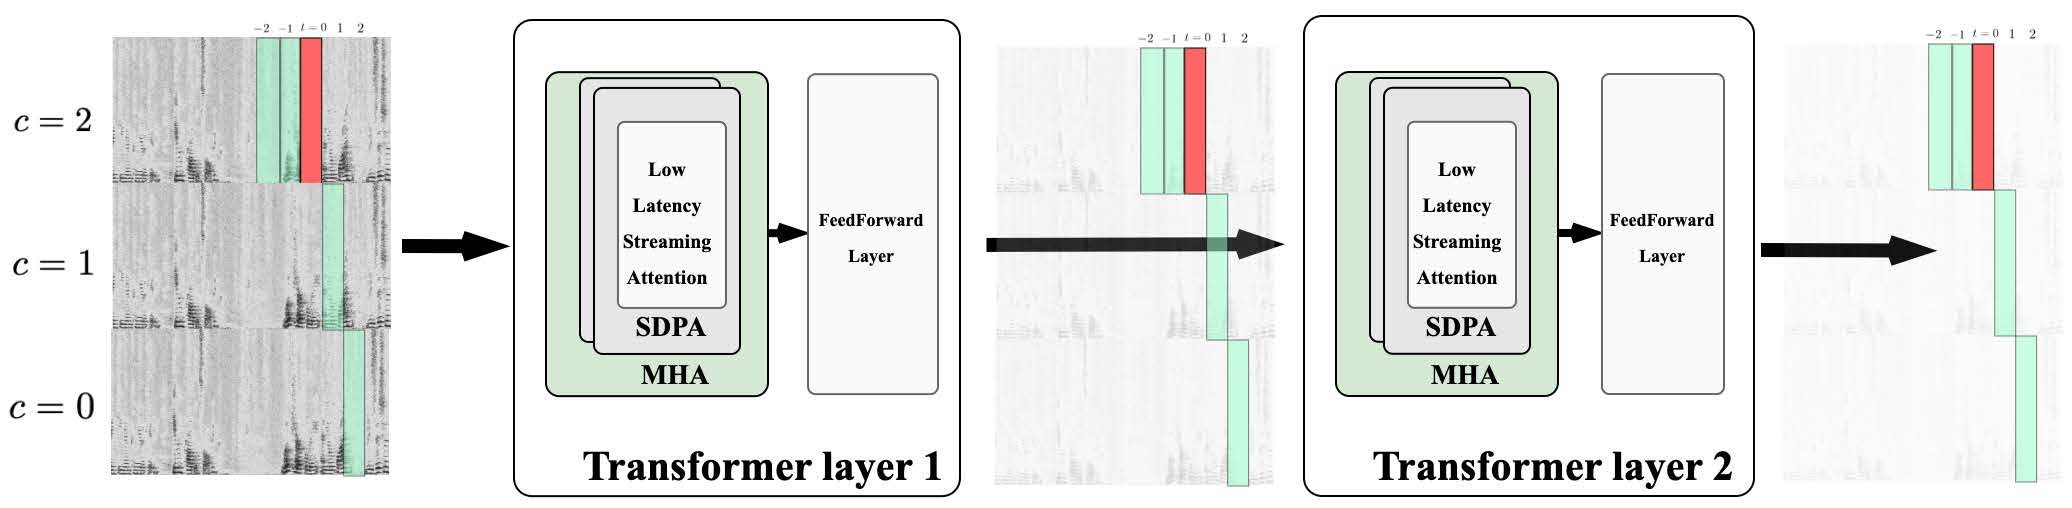 −2 −1 t = 0 1 2
c = 2
c = 1
c = 0
Low
Latency
Streaming
Attention
SDPA
MHA
FeedForward
Layer
Transformer layer 1
−2 −1 t = 0 1 2
Low
Latency
Streaming
Attention
SDPA
MHA
FeedForward
Layer
Transformer layer 2
−2 −1 t = 0 1 2